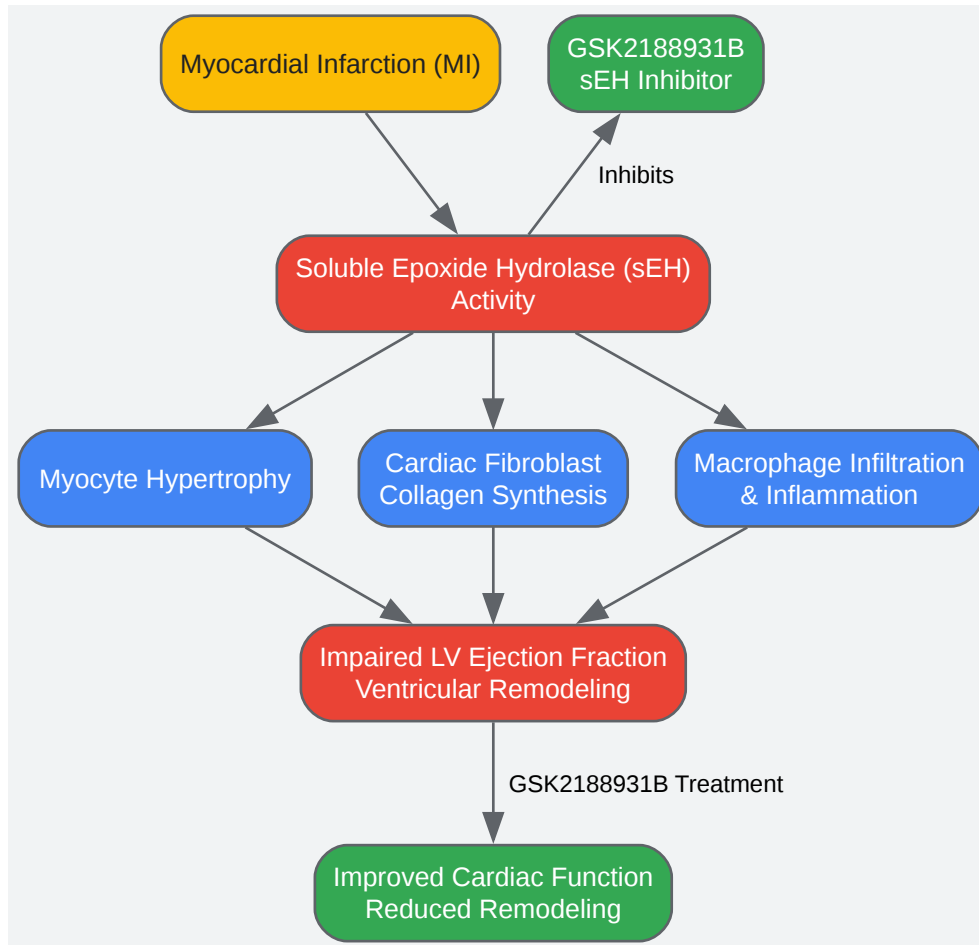 Myocardial Infarction (MI)
GSK2188931B
sEH Inhibitor
Inhibits
Soluble Epoxide Hydrolase (sEH)
Activity
Myocyte Hypertrophy
Cardiac Fibroblast
Collagen Synthesis
Macrophage Infiltration
& Inflammation
Impaired LV Ejection Fraction
Ventricular Remodeling
GSK2188931B Treatment
Improved Cardiac Function
Reduced Remodeling